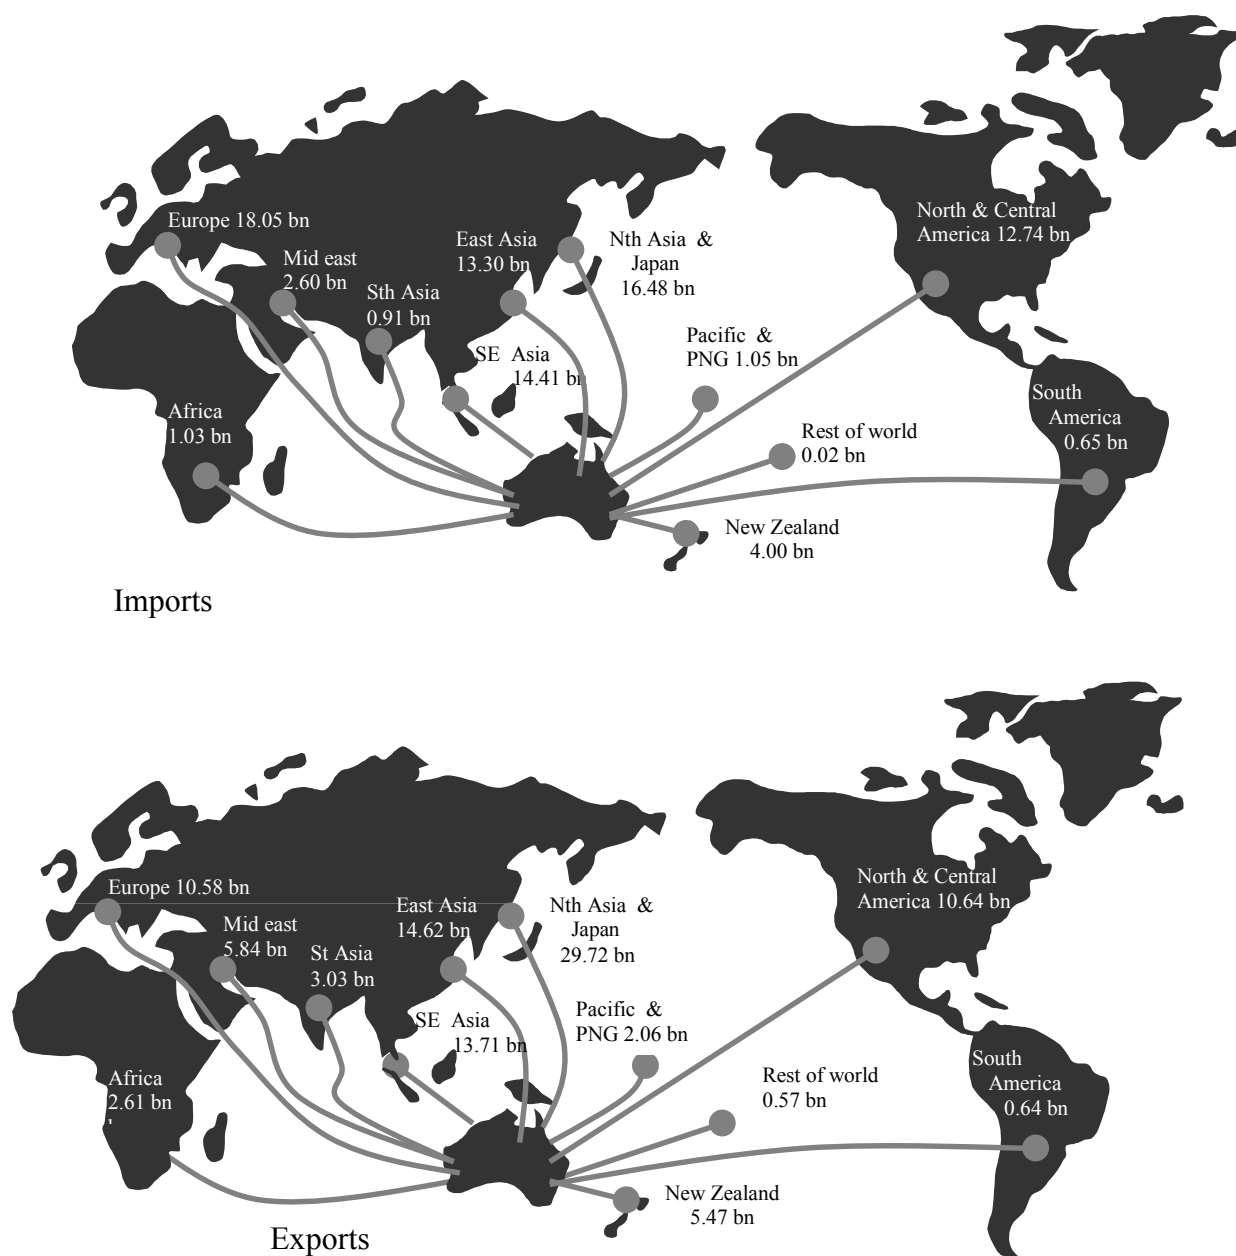 Europe 18.05 bn
Mid east
2.60 bn
Sth Asia
0.91 bn
East Asia
13.30 bn
Nth Asia &
Japan
16.48 bn
North & Central
America 12.74 bn
SE Asia
14.41 bn
Pacific &
PNG 1.05 bn
Africa
1.03 bn
Rest of world
0.02 bn
South
America
0.65 bn
New Zealand
4.00 bn
Imports
Europe 10.58 bn
Mid east
5.84 bn
St Asia
3.03 bn
East Asia
14.62 bn
Nth Asia &
Japan
29.72 bn
North & Central
America 10.64 bn
SE Asia
13.71 bn
Pacific &
PNG 2.06 bn
Africa
2.61 bn
Rest of world
0.57 bn
South
America
0.64 bn
New Zealand
5.47 bn
Exports